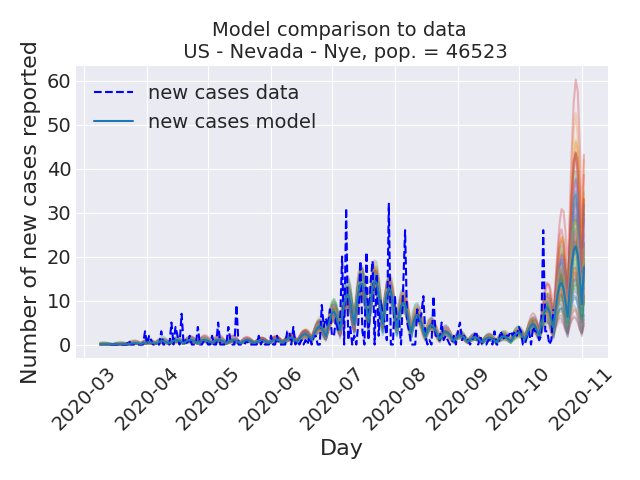 Model comparison to data
US - Nevada - Nye, pop. = 46523
Number of new cases reported
60
50
40
30
20
10
0
new cases data
new cases model
2020-03
2020-04
2020-05
2020-06
2020-07
2020-08
2020-09
2020-10
2020-11
Day